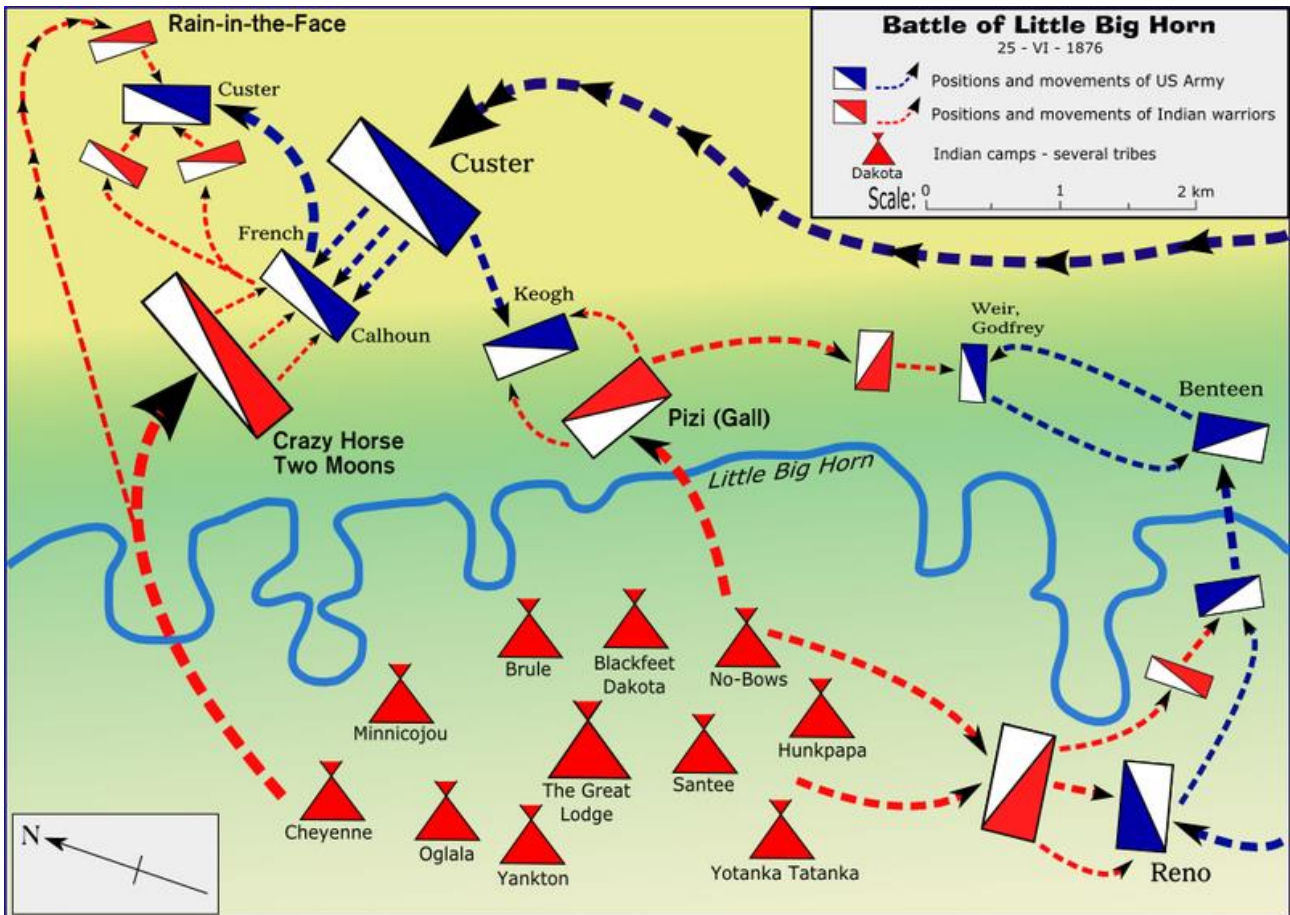 Rain-in-the-Face
Custer
Custer
French
Calhoun
Keogh
Crazy Horse
Two Moons
Pizi (Gall)
Weir,
Godfrey
Benteen
Little Big Horn
Battle of Little Big Horn
25 - VI - 1876
Positions and movements of US Army
Positions and movements of Indian warriors
Indian camps - several tribes
Dakota
Scale: 0 1 2 km
Brule
Blackfeet
Dakota
No-Bows
Minnicojou
Hunkpapa
The Great
Lodge
Santee
Cheyenne
Oglala
Yankton
Yotanka Tatanka
Reno
N